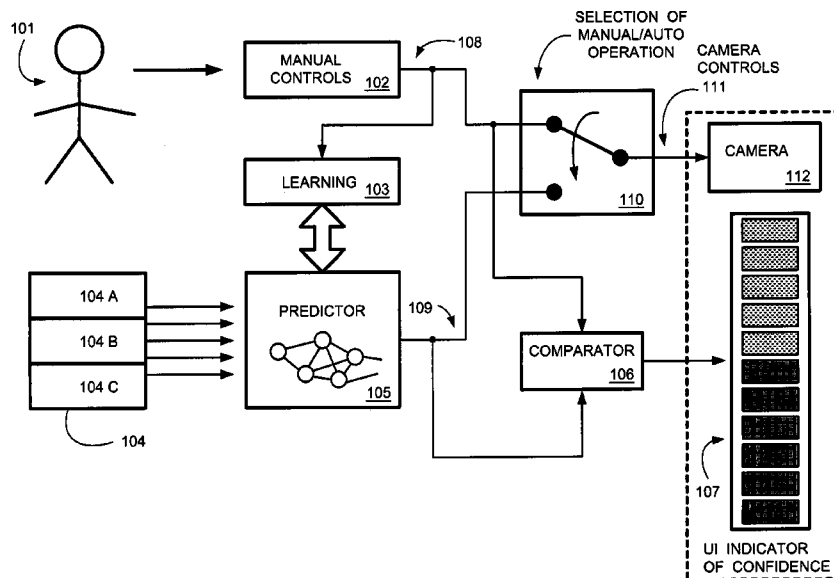 SELECTION OF
MANUAL/AUTO
OPERATION
101
108
MANUAL
CONTROLS
102
CAMERA
CONTROLS
111
CAMERA
112
LEARNING
103
110
104 A
104 B
104 C
104
PREDICTOR
105
109
COMPARATOR
106
107
UI INDICATOR
OF CONFIDENCE